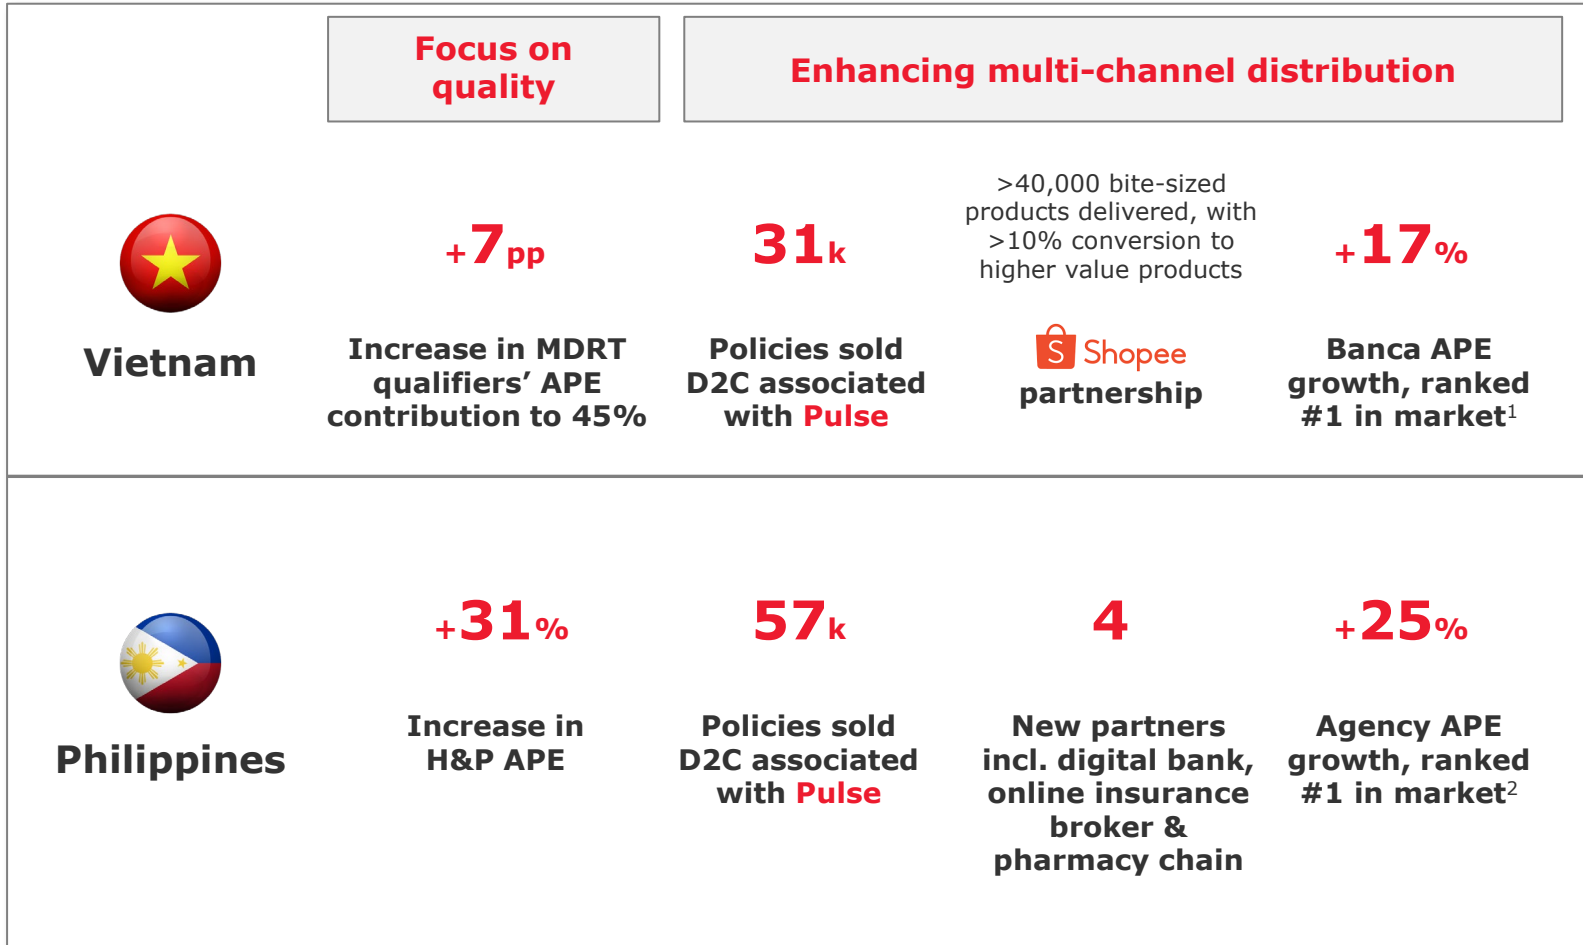 Focus on
quality
Enhancing multi-channel distribution
Vietnam
+7pp
Increase in MDRT
qualifiers’ APE
contribution to 45%
31k
Policies sold
D2C associated
with Pulse
>40,000 bite-sized
products delivered, with
>10% conversion to
higher value products
S Shopee
partnership
+17%
Banca APE
growth, ranked
#1 in market1
Philippines
+31%
Increase in
H&P APE
57k
Policies sold
D2C associated
with Pulse
4
New partners
incl. digital bank,
online insurance
broker &
pharmacy chain
+25%
Agency APE
growth, ranked
#1 in market2